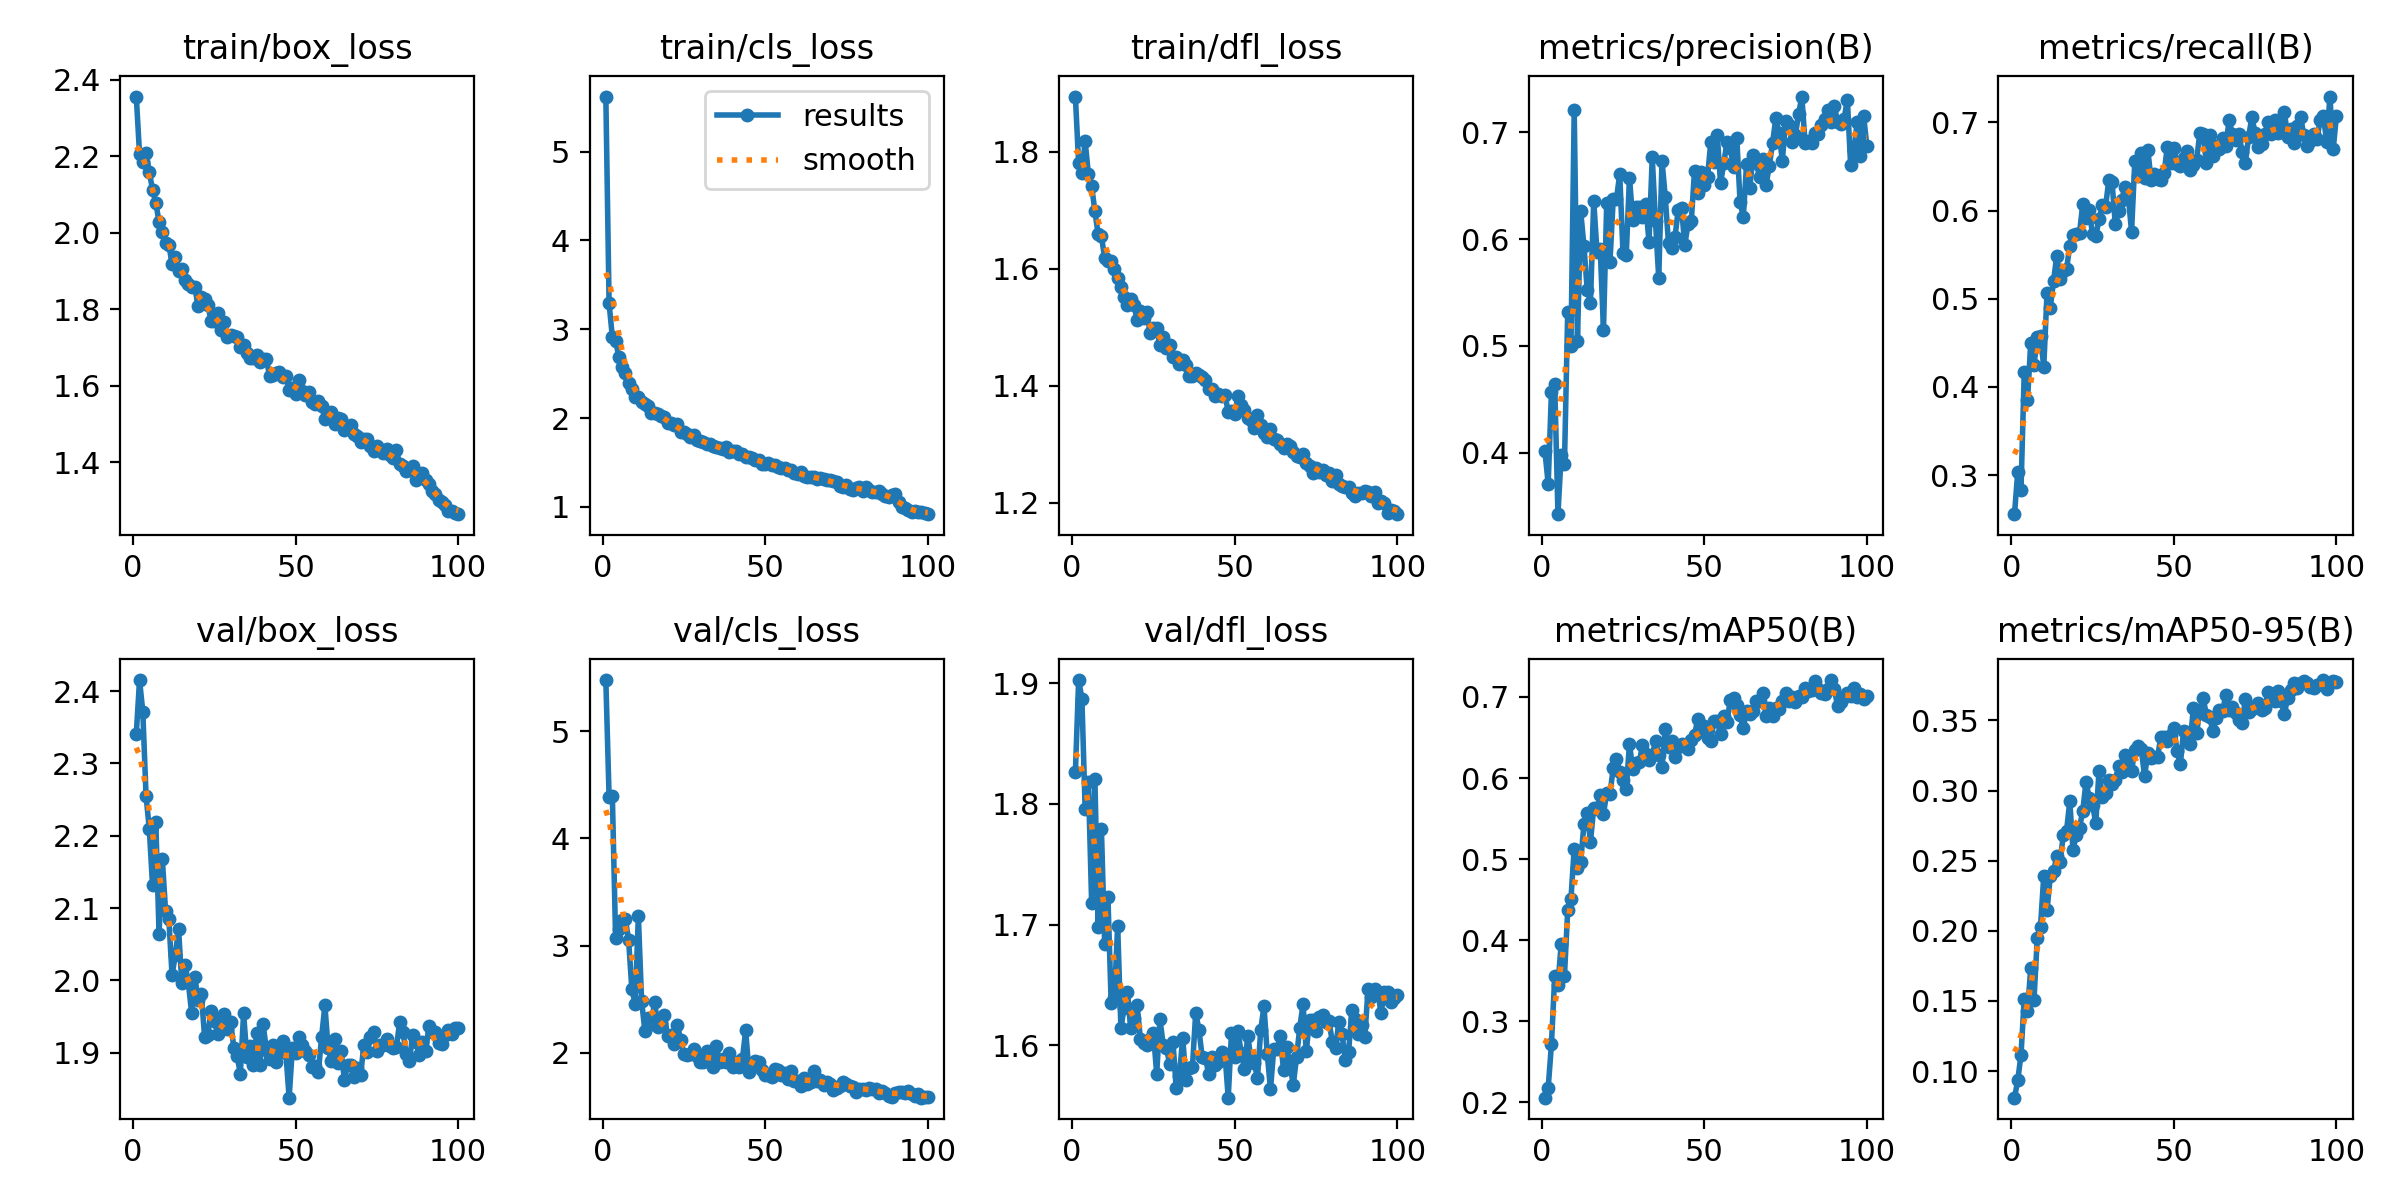 train/box_loss
2.4
2.2
2.0
1.8
1.6
1.4
0 50 100
train/cls_loss
results
smooth
5
4
3
2
1
0 50 100
train/dfl_loss
1.8
1.6
1.4
1.2
0 50 100
metrics/precision(B)
0.7
0.6
0.5
0.4
0 50 100
metrics/recall(B)
0.7
0.6
0.5
0.4
0.3
0 50 100
val/box_loss
2.4
2.3
2.2
2.1
2.0
1.9
0 50 100
val/cls_loss
5
4
3
2
0 50 100
val/dfl_loss
1.9
1.8
1.7
1.6
0 50 100
metrics/mAP50(B)
0.7
0.6
0.5
0.4
0.3
0.2
0 50 100
metrics/mAP50-95(B)
0.35
0.30
0.25
0.20
0.15
0.10
0 50 100